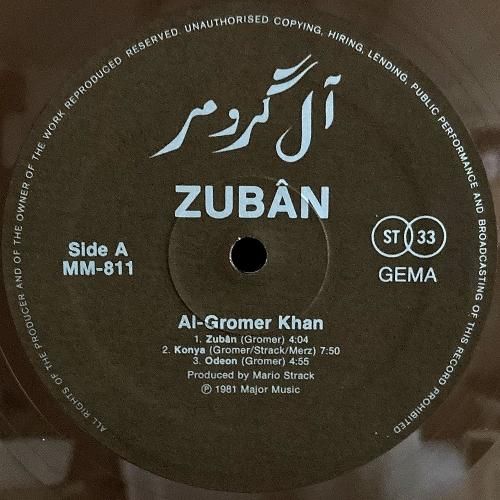 ALL RIGHTS OF THE PRODUCER AND OF THE OWNER OF THE WORK REPRODUCED RESERVED. UNAUTHORISED COPYING, HIRING, LENDING, PUBLIC PERFORMANCE AND BROADCASTING OF THIS RECORD PROHIBITED
آل گرومر
ZUBÂN
Side A
MM-811
ST 33
GEMA
Al-Gromer Khan
1. Zubân (Gromer) 4:04
2. Konya (Gromer/Strack/Merz) 7:50
3. Odeon (Gromer) 4:55
Produced by Mario Strack
Ⓟ 1981 Major Music